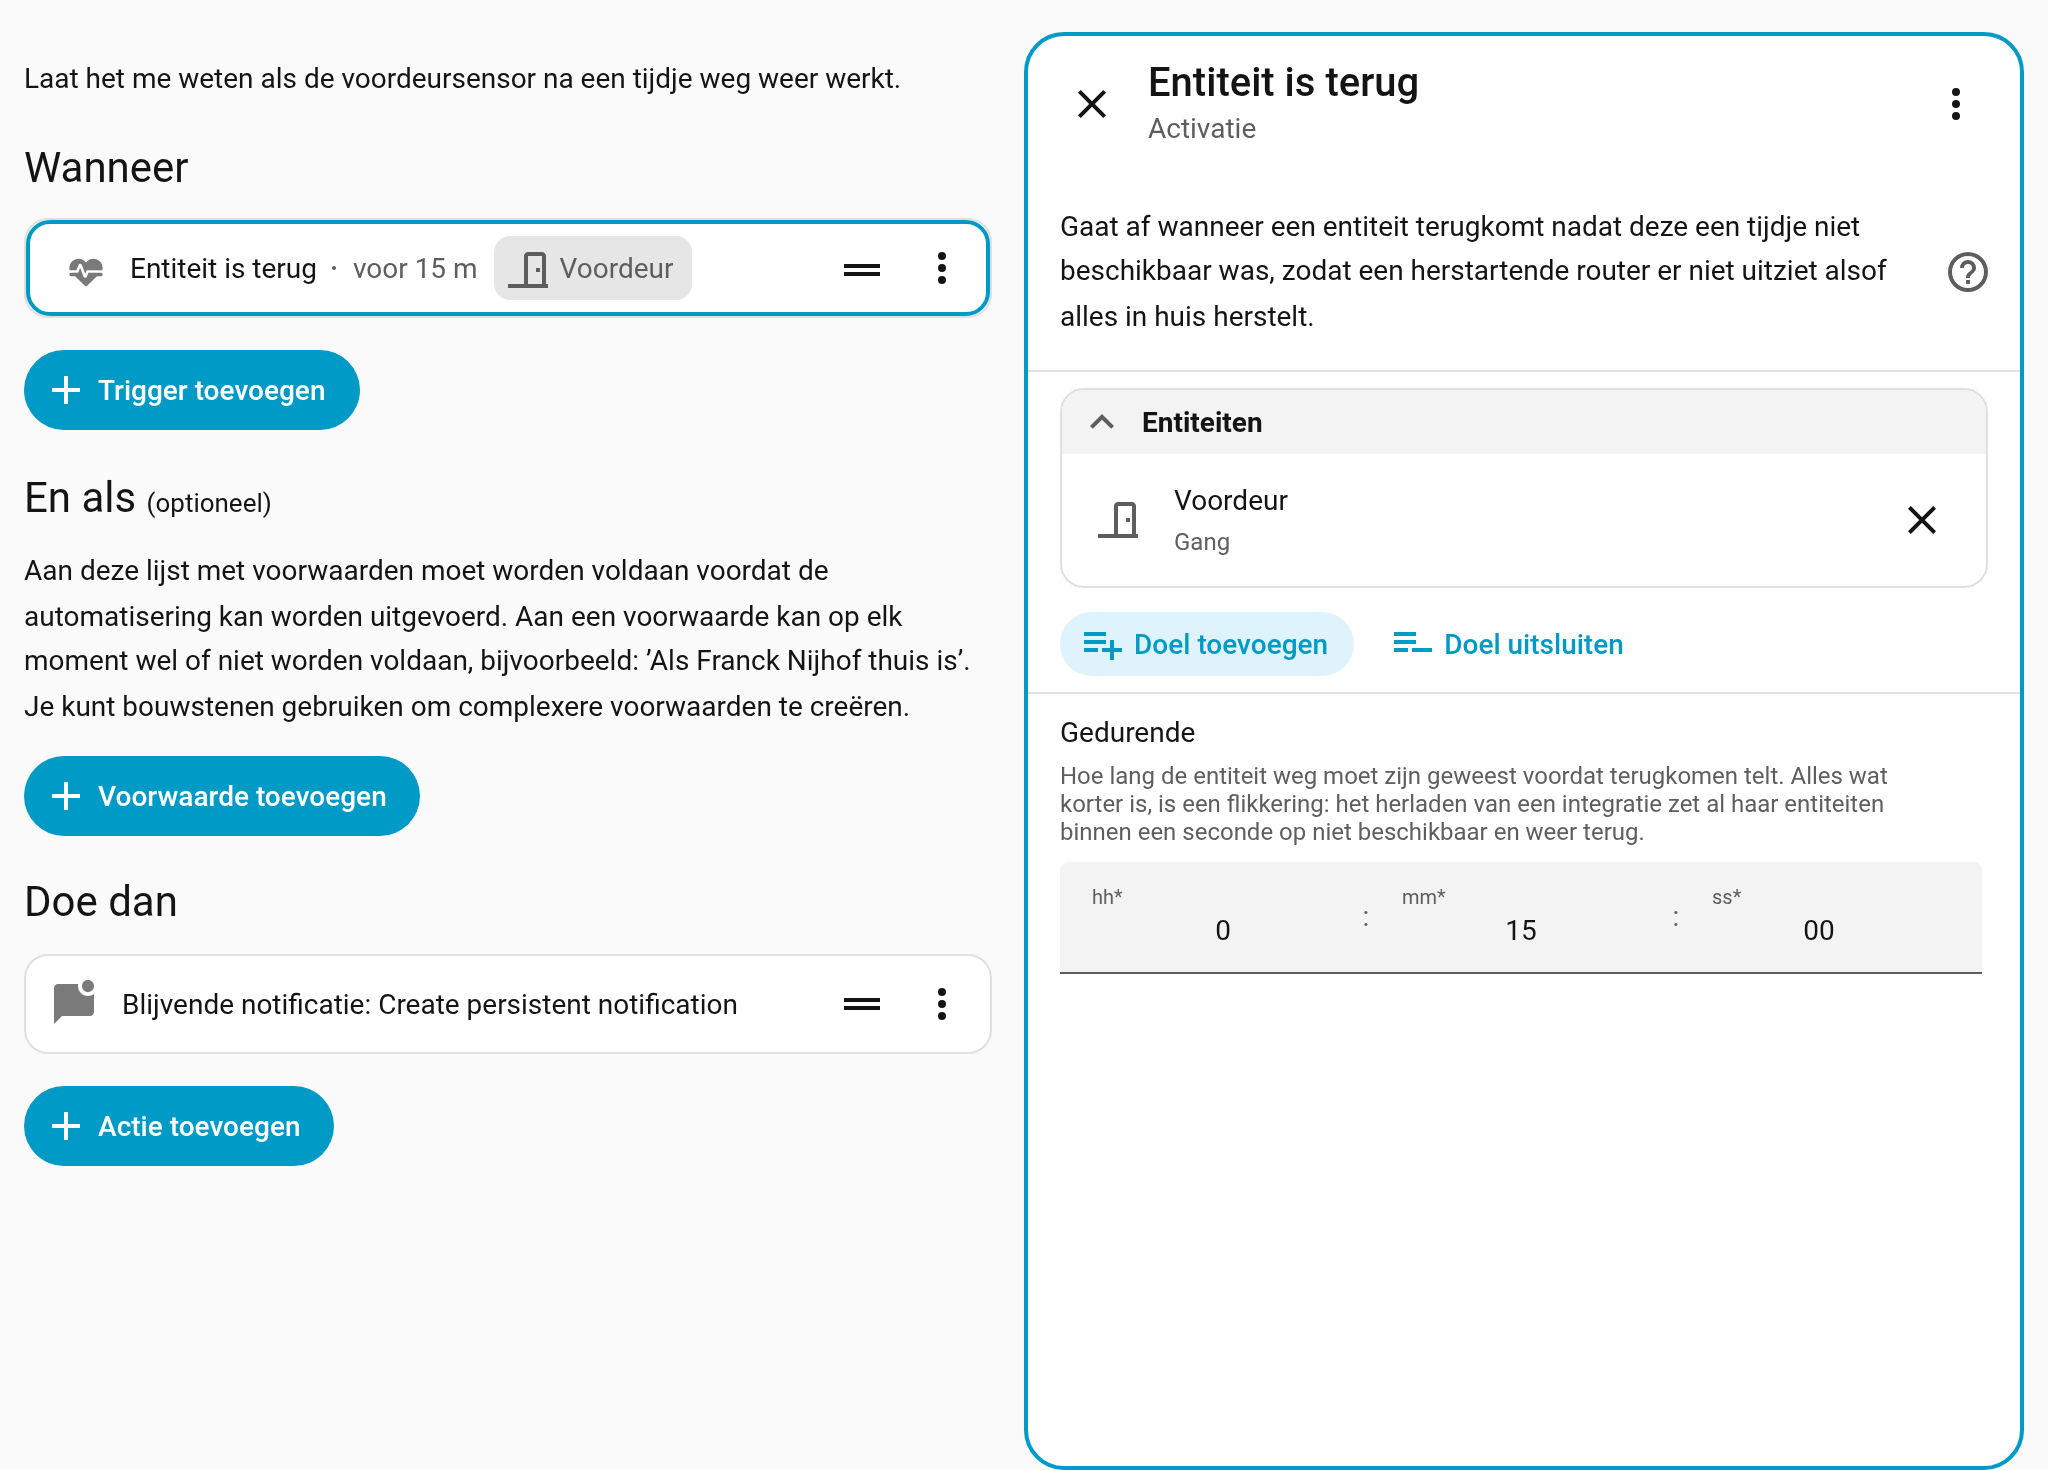 Laat het me weten als de voordeursensor na een tijdje weg weer werkt.
Wanneer
Entiteit is terug · voor 15 m Voordeur
Trigger toevoegen
En als (optioneel)
Aan deze lijst met voorwaarden moet worden voldaan voordat de
automatisering kan worden uitgevoerd. Aan een voorwaarde kan op elk
moment wel of niet worden voldaan, bijvoorbeeld: ’Als Franck Nijhof thuis is’.
Je kunt bouwstenen gebruiken om complexere voorwaarden te creëren.
Voorwaarde toevoegen
Doe dan
Blijvende notificatie: Create persistent notification
Actie toevoegen
Entiteit is terug
Activatie
Gaat af wanneer een entiteit terugkomt nadat deze een tijdje niet
beschikbaar was, zodat een herstartende router er niet uitziet alsof
alles in huis herstelt.
Entiteiten
Voordeur
Gang
Doel toevoegen Doel uitsluiten
Gedurende
Hoe lang de entiteit weg moet zijn geweest voordat terugkomen telt. Alles wat
korter is, is een flikkering: het herladen van een integratie zet al haar entiteiten
binnen een seconde op niet beschikbaar en weer terug.
hh* mm* ss*
0 : 15 : 00